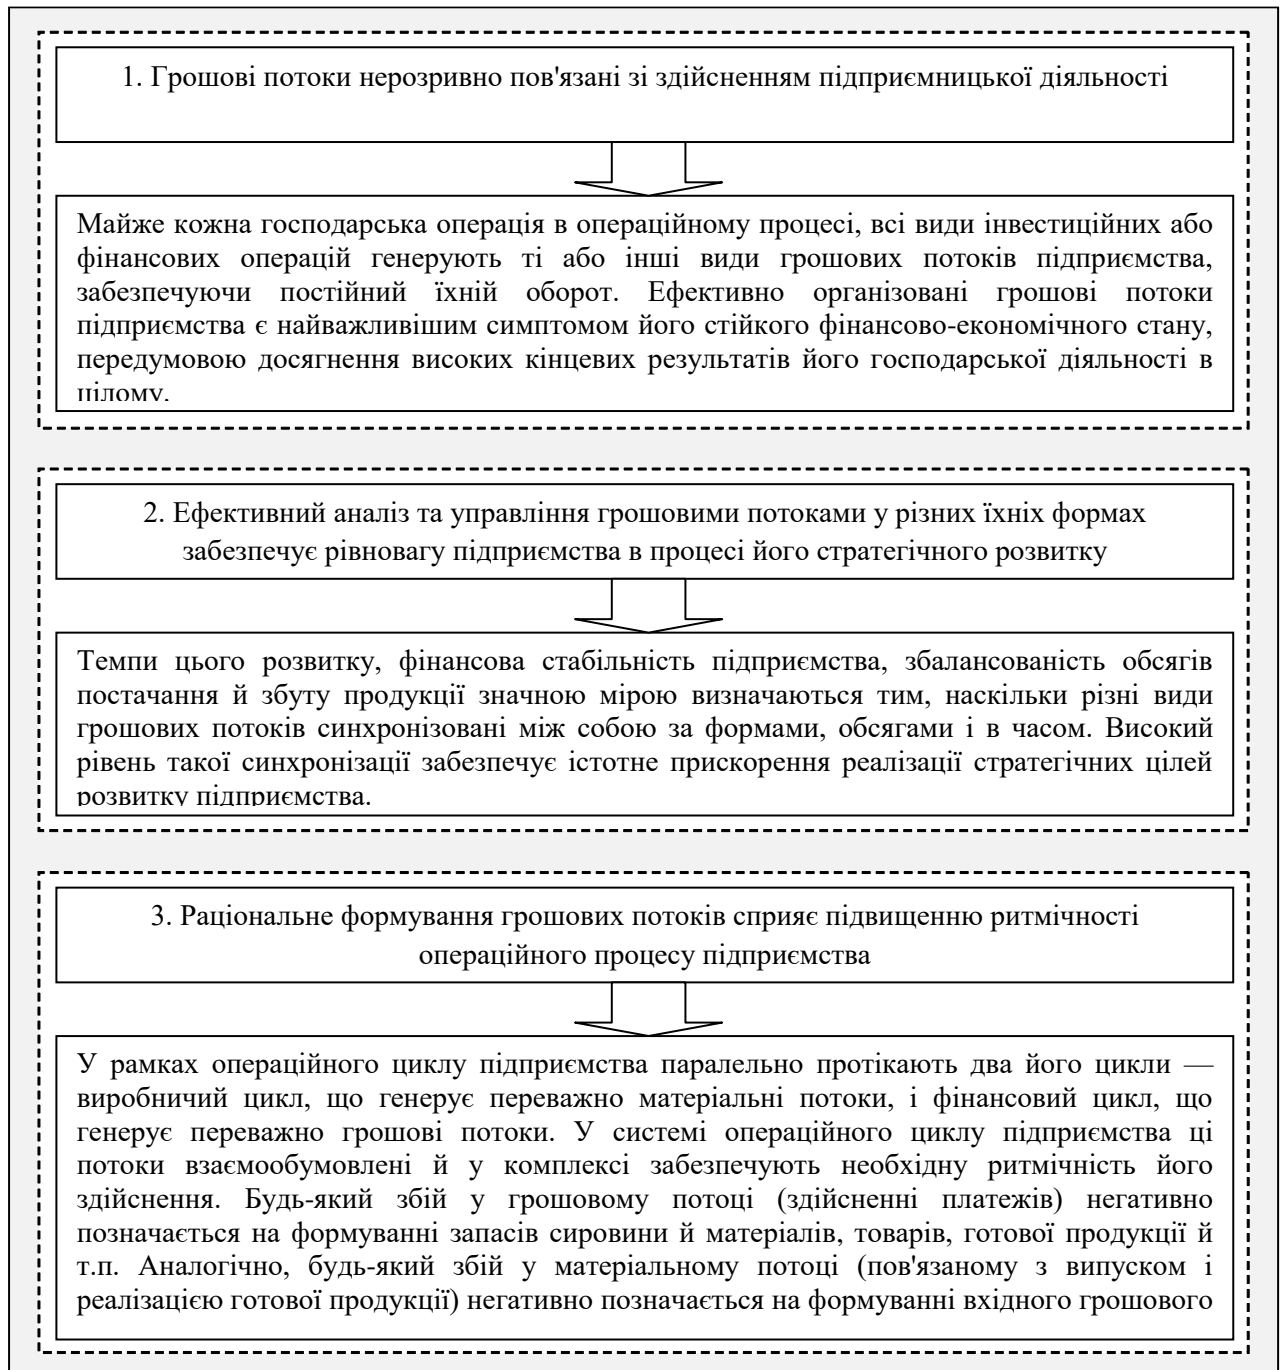 1. Грошові потоки нерозривно пов'язані зі здійсненням підприємницької діяльності
Майже кожна господарська операція в операційному процесі, всі види інвестиційних або
фінансових операцій генерують ті або інші види грошових потоків підприємства,
забезпечуючи постійний їхній оборот. Ефективно організовані грошові потоки
підприємства є найважливішим симптомом його стійкого фінансово-економічного стану,
передумовою досягнення високих кінцевих результатів його господарської діяльності в
цілому.
2. Ефективний аналіз та управління грошовими потоками у різних їхніх формах
забезпечує рівновагу підприємства в процесі його стратегічного розвитку
Темпи цього розвитку, фінансова стабільність підприємства, збалансованість обсягів
постачання й збуту продукції значною мірою визначаються тим, наскільки різні види
грошових потоків синхронізовані між собою за формами, обсягами і в часом. Високий
рівень такої синхронізації забезпечує істотне прискорення реалізації стратегічних цілей
розвитку підприємства.
3. Раціональне формування грошових потоків сприяє підвищенню ритмічності
операційного процесу підприємства
У рамках операційного циклу підприємства паралельно протікають два його цикли —
виробничий цикл, що генерує переважно матеріальні потоки, і фінансовий цикл, що
генерує переважно грошові потоки. У системі операційного циклу підприємства ці
потоки взаємообумовлені й у комплексі забезпечують необхідну ритмічність його
здійснення. Будь-який збій у грошовому потоці (здійсненні платежів) негативно
позначається на формуванні запасів сировини й матеріалів, товарів, готової продукції й
т.п. Аналогічно, будь-який збій у матеріальному потоці (пов'язаному з випуском і
реалізацією готової продукції) негативно позначається на формуванні вхідного грошового